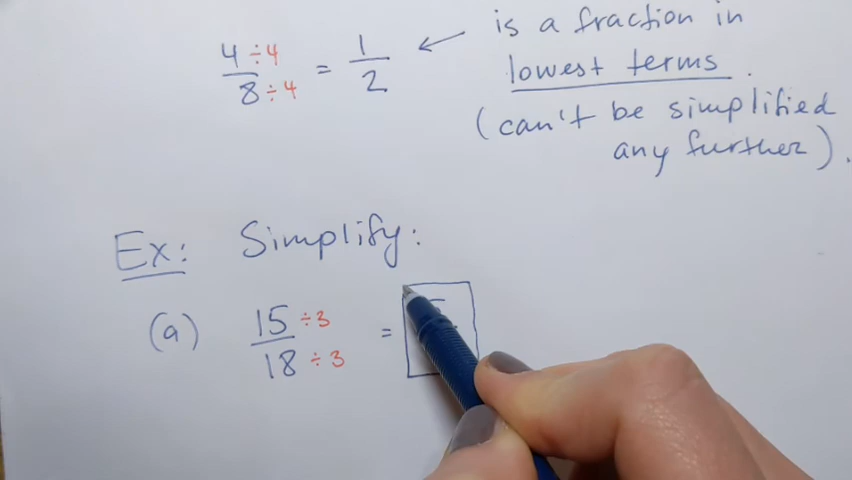 4 ÷4 / 8 ÷4 = 1/2
is a fraction in
lowest terms.
(can't be simplified
any further).
Ex: Simplify:
(a) 15 ÷3 / 18 ÷3 =